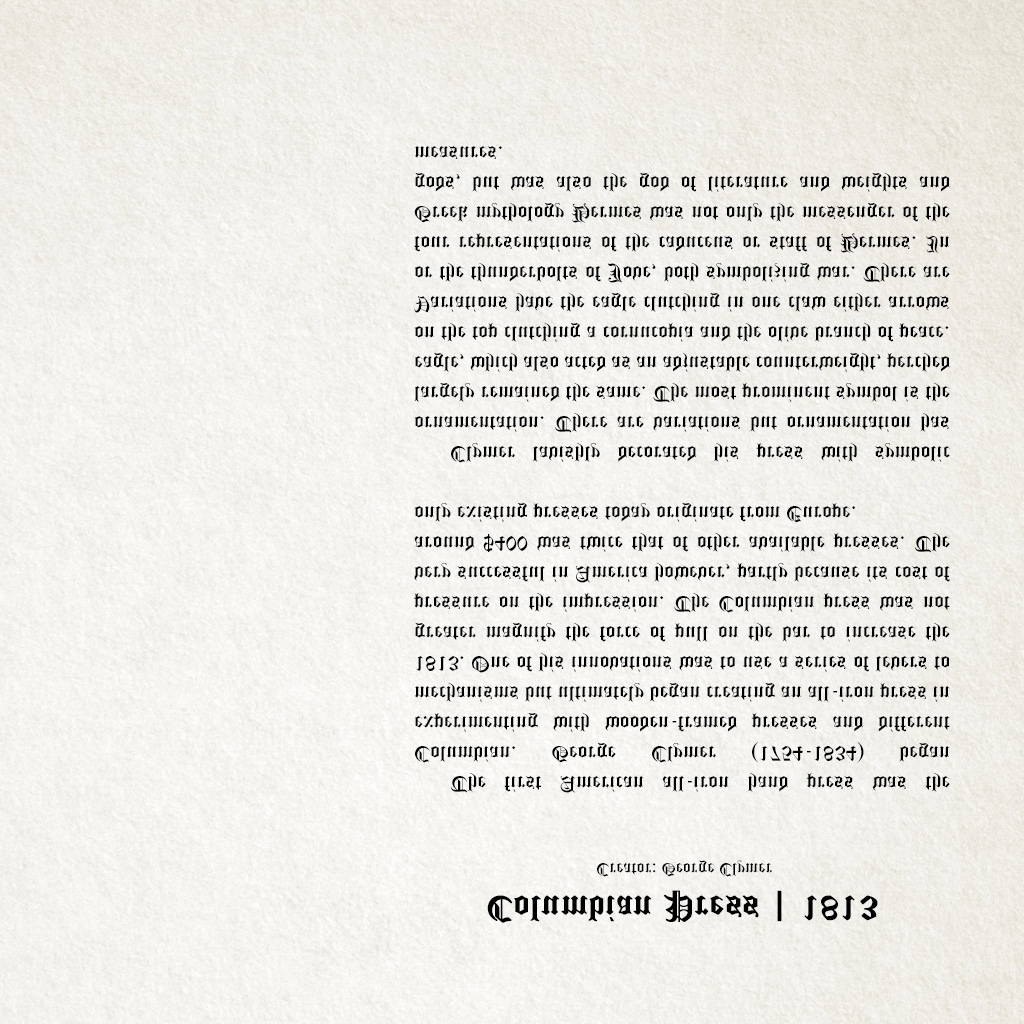 Columbian Press | 1813
Creator: George Clymer
The first American all-iron hand press was the
Columbian. George Clymer (1754-1834) began
experimenting with wooden-framed presses and different
mechanisms but ultimately began creating an all-iron press in
1813. One of his innovations was to use a series of levers to
greater magnify the force of pull on the bar to increase the
pressure on the impression. The Columbian press was not
very successful in America however, partly because its cost of
around $400 was twice that of other available presses. The
only existing presses today originate from Europe.
Clymer lavishly decorated his press with symbolic
ornamentation. There are variations but ornamentation has
largely remained the same. The most prominent symbol is the
eagle, which also acted as an adjustable counterweight, perched
on the top clutching a cornucopia and the olive branch of peace.
Variations have the eagle clutching in one claw either arrows
or the thunderbolts of Jove, both symbolizing war. There are
four representations of the caduceus or staff of Hermes. In
Greek mythology Hermes was not only the messenger of the
gods, but was also the god of literature and weights and
measures.